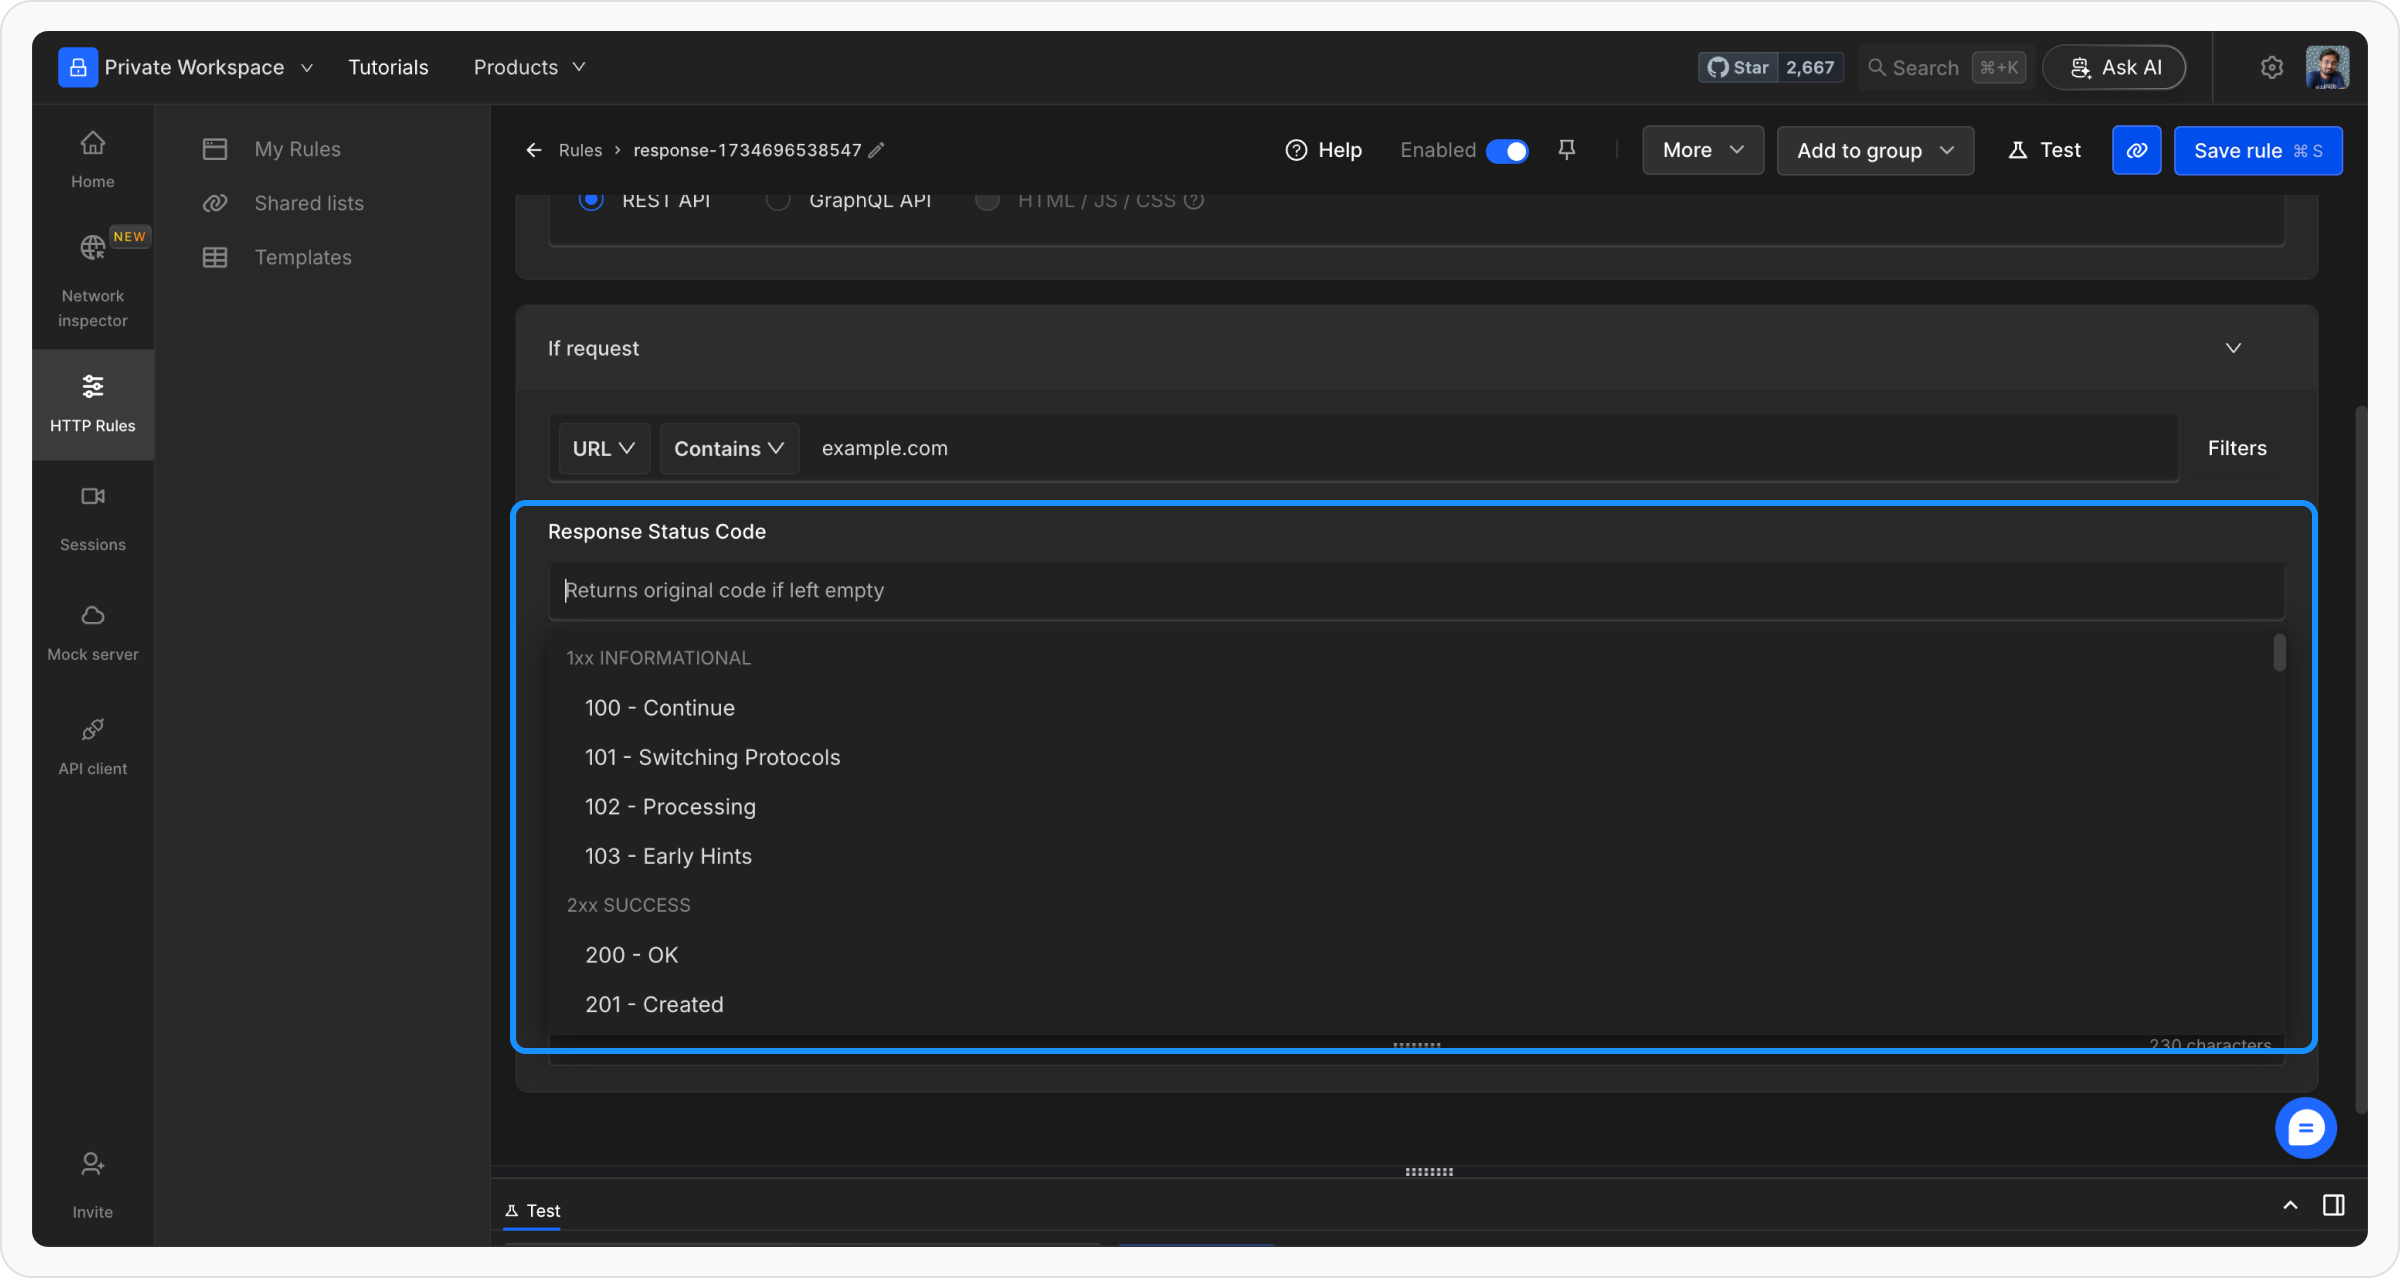 Private Workspace
Tutorials
Products
Star 2,667
Search ⌘+K
Ask AI
Home
NEW
Network
inspector
HTTP Rules
Sessions
Mock server
API client
Invite
My Rules
Shared lists
Templates
Rules > response-1734696538547
Help
Enabled
More
Add to group
Test
Save rule ⌘ S
REST API
GraphQL API
HTML / JS / CSS
If request
URL
Contains
example.com
Filters
Response Status Code
Returns original code if left empty
1xx INFORMATIONAL
100 - Continue
101 - Switching Protocols
102 - Processing
103 - Early Hints
2xx SUCCESS
200 - OK
201 - Created
230 characters
Test